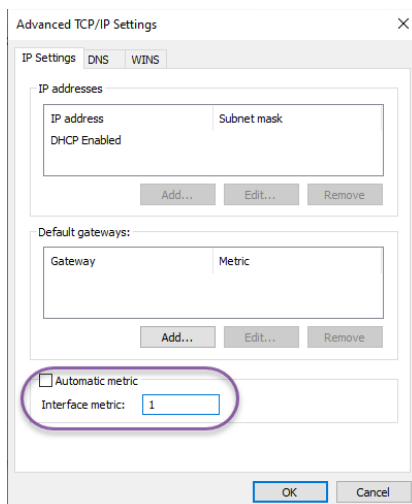 Advanced TCP/IP Settings
IP Settings DNS WINS
IP addresses
IP address Subnet mask
DHCP Enabled
Add... Edit... Remove
Default gateways:
Gateway Metric
Add... Edit... Remove
Automatic metric
Interface metric: 1
OK Cancel